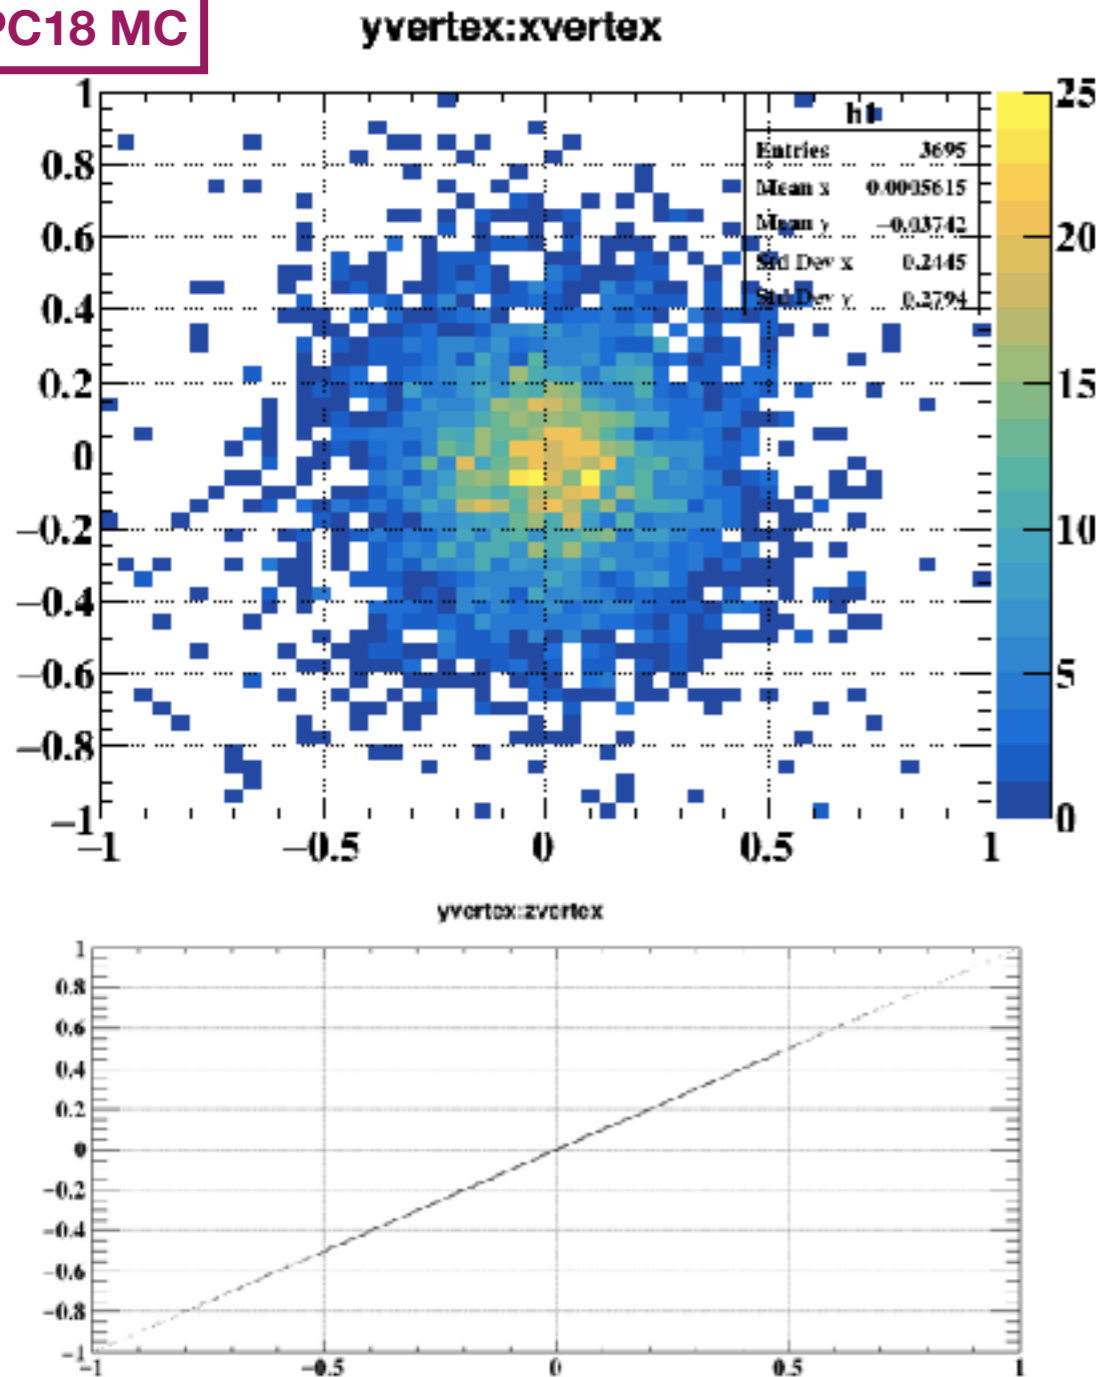 PC18 MC
yvertex:xvertex
h1
Entries 3695
Mean x 0.0005615
Mean y −0.03742
Std Dev x 0.2445
Std Dev y 0.2794
1
0.8
0.6
0.4
0.2
0
−0.2
−0.4
−0.6
−0.8
−1
−1 −0.5 0 0.5 1
25
20
15
10
5
0
yvertex:zvertex
1
0.8
0.6
0.4
0.2
0
−0.2
−0.4
−0.6
−0.8
−1
−1 −0.5 0 0.5 1